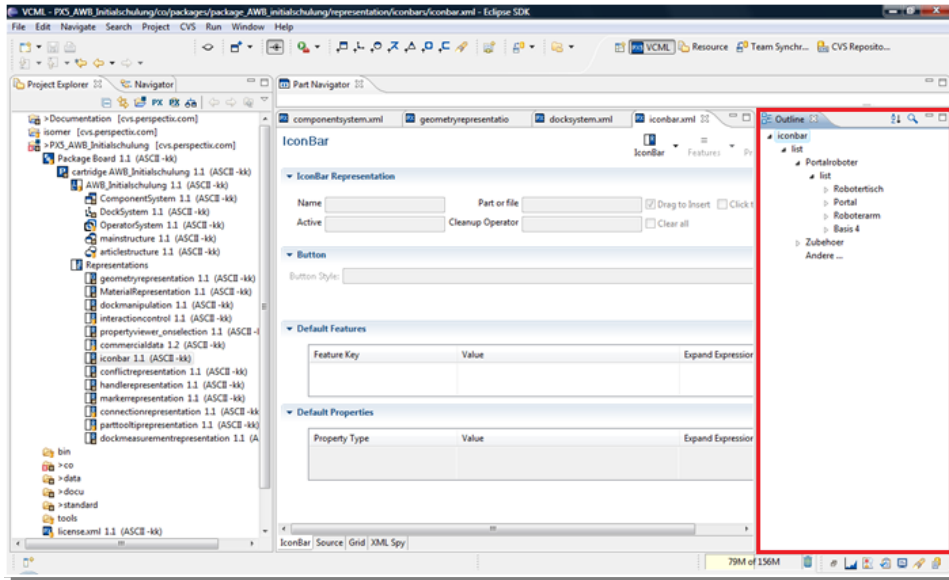 VCML - PX5_AWB_Initialschulung/co/packages/package_AWB_initialschulung/representation/iconbars/iconbar.xml - Eclipse SDK
File Edit Navigate Search Project CVS Run Window Help
VCML Resource Team Synchr... CVS Reposito...
Project Explorer Navigator
>Documentation [cvs.perspectix.com]
isomer [cvs.perspectix.com]
>PX5_AWB_Initialschulung [cvs.perspectix.com]
Package Board 1.1 (ASCII -kk)
cartridge AWB_Initialschulung 1.1 (ASCII -kk)
AWB_Initialschulung 1.1 (ASCII -kk)
ComponentSystem 1.1 (ASCII -kk)
DockSystem 1.1 (ASCII -kk)
OperatorSystem 1.1 (ASCII -kk)
mainstructure 1.1 (ASCII -kk)
articlestructure 1.1 (ASCII -kk)
Representations
geometryrepresentation 1.1 (ASCII -kk)
MaterialRepresentation 1.1 (ASCII -kk)
dockmanipulation 1.1 (ASCII -kk)
interactioncontrol 1.1 (ASCII -kk)
propertyviewer_onselection 1.1 (ASCII -l
commercialdata 1.2 (ASCII -kk)
iconbar 1.1 (ASCII -kk)
conflictrepresentation 1.1 (ASCII -kk)
handlerepresentation 1.1 (ASCII -kk)
markerrepresentation 1.1 (ASCII -kk)
connectionrepresentation 1.1 (ASCII -kk
parttooltiprepresentation 1.1 (ASCII -kk)
dockmeasurementrepresentation 1.1 (A
bin
>co
>data
>docu
>standard
tools
license.xml 1.1 (ASCII -kk)
Part Navigator
componentsystem.xml geometryrepresentatio docksystem.xml iconbar.xml
IconBar
IconBar Features Pr
IconBar Representation
Name Part or file Drag to Insert Click t
Active Cleanup Operator Clear all
Button
Button Style:
Default Features
Feature Key Value Expand Expression
Default Properties
Property Type Value Expand Expression
IconBar Source Grid XML Spy
Outline
iconbar
list
Portalroboter
list
Robotertisch
Portal
Roboterarm
Basis 4
Zubehoer
Andere ...
79M of 156M